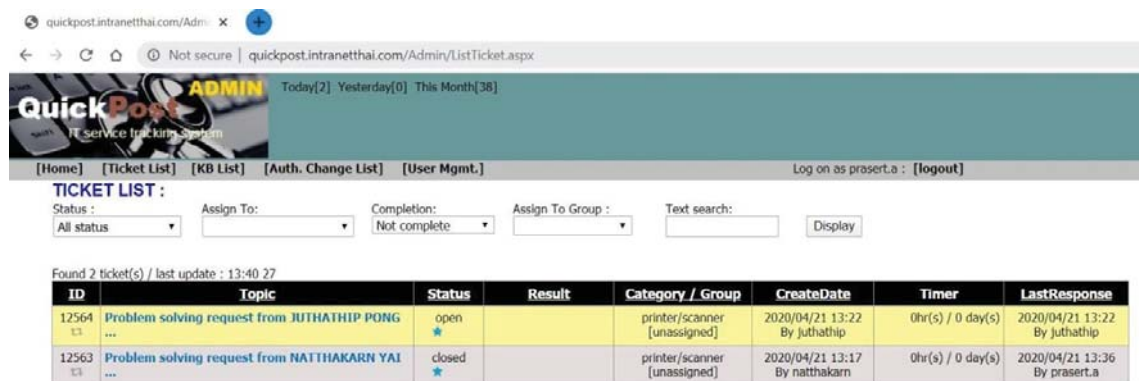 quickpost.intranetthai.com/Adm
Not secure | quickpost.intranetthai.com/Admin/ListTicket.aspx
ADMIN
QuickPost
IT service tracking system
Today[2] Yesterday[0] This Month[38]
[Home] [Ticket List] [KB List] [Auth. Change List] [User Mgmt.] Log on as prasert.a : [logout]
TICKET LIST :
Status : Assign To: Completion: Assign To Group : Text search:
All status Not complete Display
Found 2 ticket(s) / last update : 13:40 27
ID Topic Status Result Category / Group CreateDate Timer LastResponse
12564 Problem solving request from JUTHATHIP PONG open printer/scanner 2020/04/21 13:22 0hr(s) / 0 day(s) 2020/04/21 13:22
... [unassigned] By juthathip By juthathip
12563 Problem solving request from NATTHAKARN YAI closed printer/scanner 2020/04/21 13:17 0hr(s) / 0 day(s) 2020/04/21 13:36
... [unassigned] By natthakarn By prasert.a